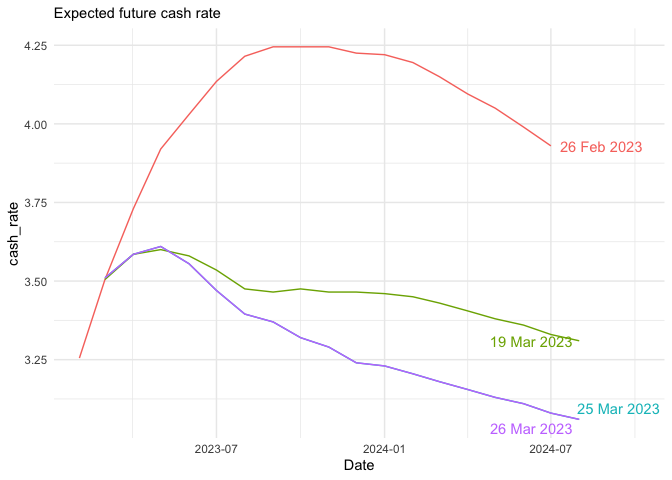 Expected future cash rate
4.25
4.00
3.75
3.50
3.25
cash_rate
26 Feb 2023
19 Mar 2023
25 Mar 2023
26 Mar 2023
2023-07
2024-01
2024-07
Date